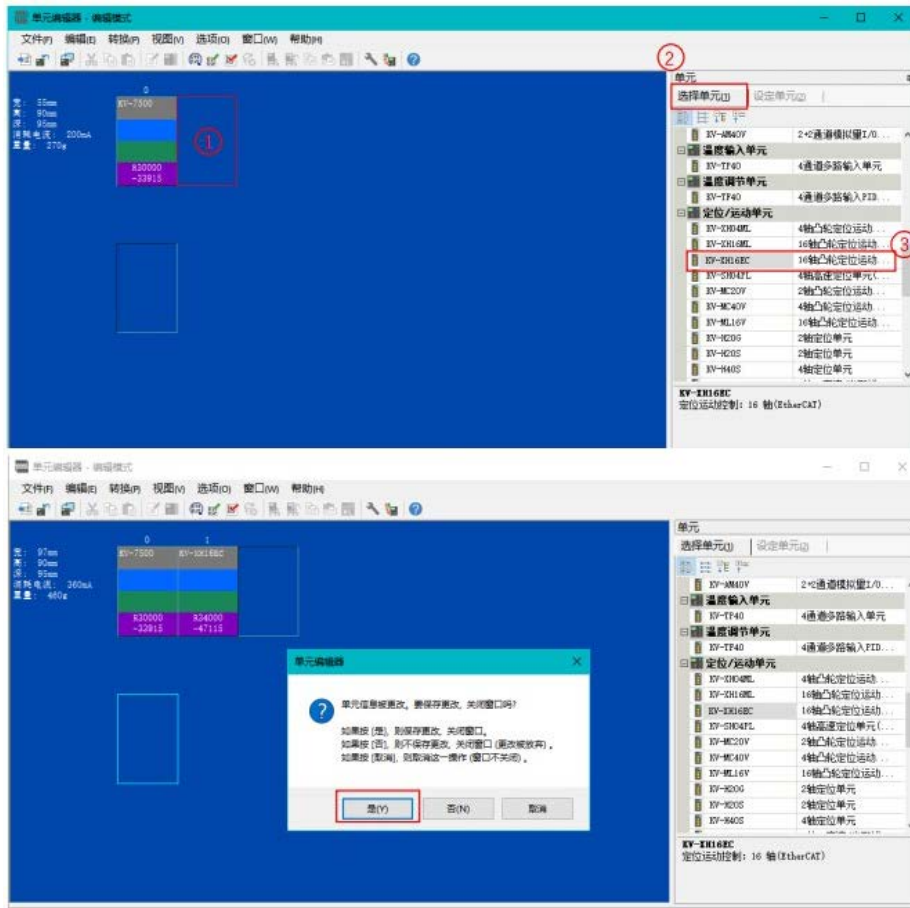 单元编辑器 - 编辑模式
文件(F) 编辑(E) 转换(P) 视图(V) 选项(O) 窗口(W) 帮助(H)
②
单元
选择单元(1) 设定单元(2)
0
宽: 55mm
高: 90mm
深: 95mm
消耗电流: 200mA
重量: 270g
KV-7500
①
R30000
-33915
KV-AM40V 2+2通道模拟量I/O...
温度输入单元
KV-TF40 4通道多路输入单元
温度调节单元
KV-TF40 4通道多路输入PID...
定位/运动单元
KV-XH04ML 4轴凸轮定位运动...
KV-XH16ML 16轴凸轮定位运动...
③
KV-XH16EC 16轴凸轮定位运动...
KV-SH04PL 4轴高速定位单元(...
KV-MC20V 2轴凸轮定位运动...
KV-MC40V 4轴凸轮定位运动...
KV-ML16V 16轴凸轮定位运动...
KV-H20G 2轴定位单元
KV-H20S 2轴定位单元
KV-H40S 4轴定位单元
KV-XH16EC
定位运动控制: 16 轴(EtherCAT)
单元编辑器 - 编辑模式
文件(F) 编辑(E) 转换(P) 视图(V) 选项(O) 窗口(W) 帮助(H)
单元
选择单元(1) 设定单元(2)
0 1
宽: 97mm
高: 90mm
深: 95mm
消耗电流: 360mA
重量: 460g
KV-7500 KV-XH16EC
R30000 R34000
-33915 -47115
KV-AM40V 2+2通道模拟量I/O...
温度输入单元
KV-TF40 4通道多路输入单元
温度调节单元
KV-TF40 4通道多路输入PID...
定位/运动单元
KV-XH04ML 4轴凸轮定位运动...
KV-XH16ML 16轴凸轮定位运动...
KV-XH16EC 16轴凸轮定位运动...
KV-SH04PL 4轴高速定位单元(...
KV-MC20V 2轴凸轮定位运动...
KV-MC40V 4轴凸轮定位运动...
KV-ML16V 16轴凸轮定位运动...
KV-H20G 2轴定位单元
KV-H20S 2轴定位单元
KV-H40S 4轴定位单元
KV-XH16EC
定位运动控制: 16 轴(EtherCAT)
单元编辑器
单元信息被更改。要保存更改, 关闭窗口吗?
如果按 [是], 则保存更改, 关闭窗口。
如果按 [否], 则不保存更改, 关闭窗口 (更改被放弃) 。
如果按 [取消], 则取消这一操作 (窗口不关闭) 。
是(Y) 否(N) 取消